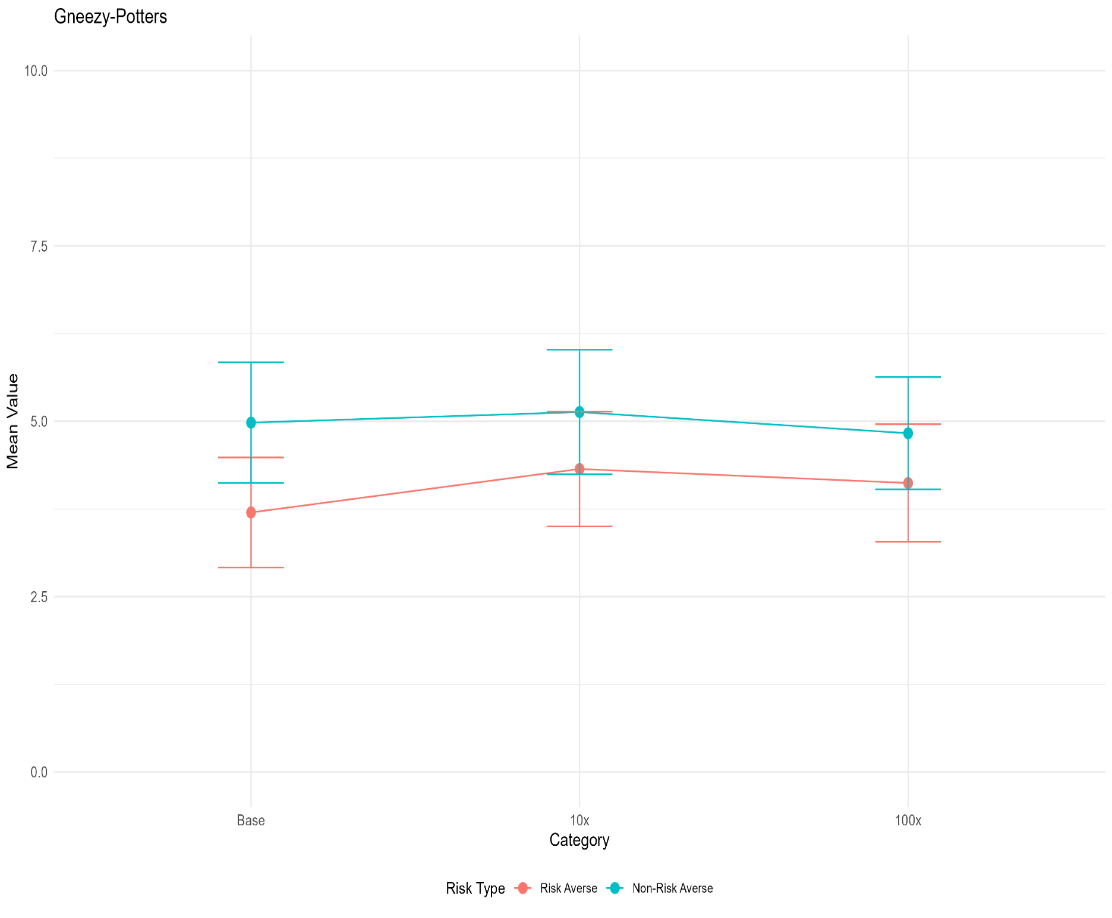 Gneezy-Potters
10.0
7.5
5.0
2.5
0.0
Mean Value
Base 10x 100x
Category
Risk Type Risk Averse Non-Risk Averse